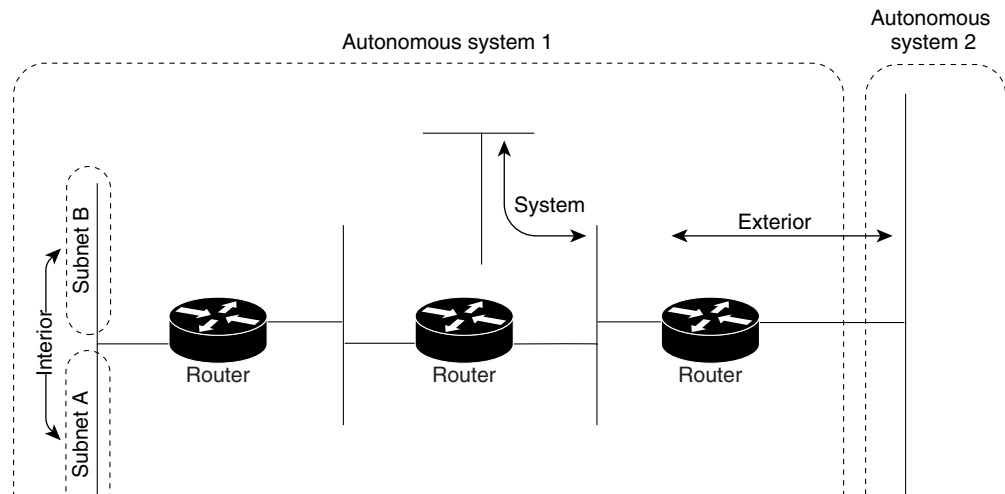 Autonomous system 1
Autonomous
system 2
System
Exterior
Subnet B
Interior
Subnet A
Router
Router
Router